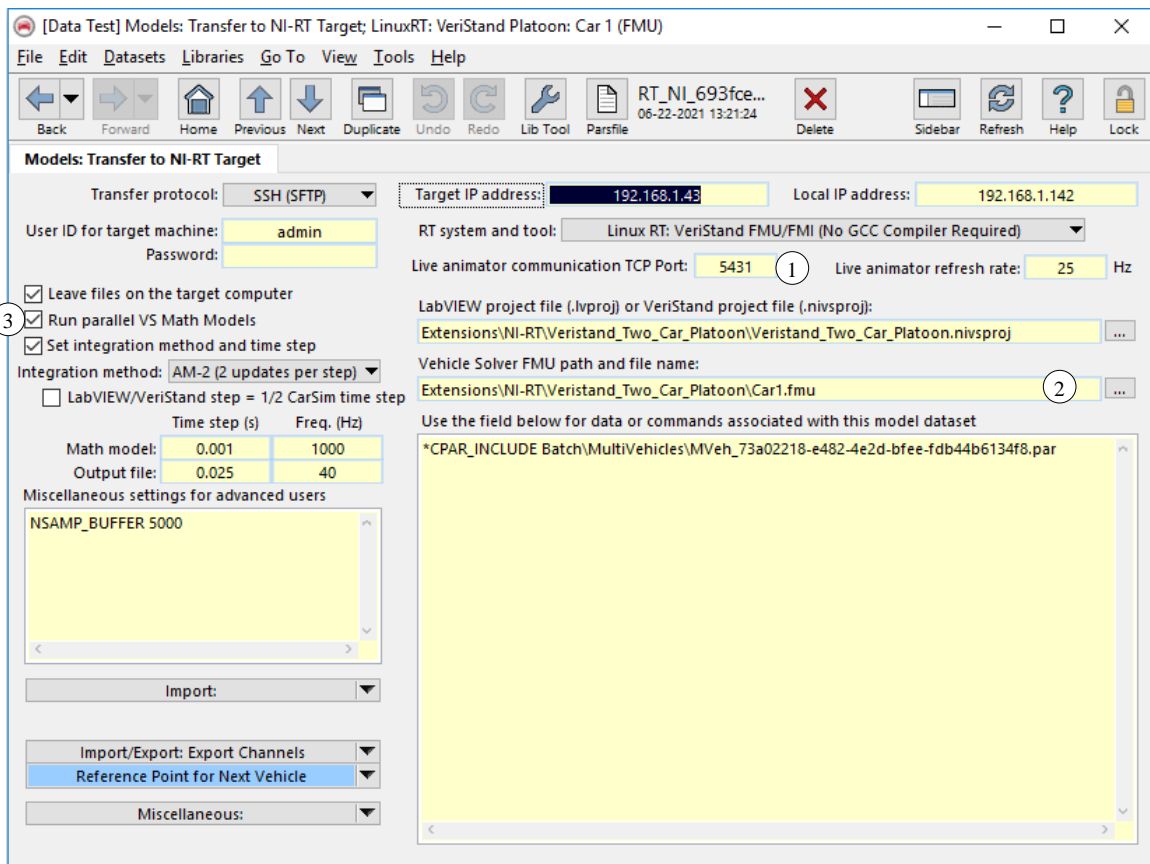 [Data Test] Models: Transfer to NI-RT Target; LinuxRT: VeriStand Platoon: Car 1 (FMU)
File Edit Datasets Libraries Go To View Tools Help
RT_NI_693fce...
06-22-2021 13:21:24
Back Forward Home Previous Next Duplicate Undo Redo Lib Tool Parsfile Delete Sidebar Refresh Help Lock
Models: Transfer to NI-RT Target
Transfer protocol: SSH (SFTP) Target IP address: 192.168.1.43 Local IP address: 192.168.1.142
User ID for target machine: admin RT system and tool: Linux RT: VeriStand FMU/FMI (No GCC Compiler Required)
Password:
Live animator communication TCP Port: 5431 1 Live animator refresh rate: 25 Hz
Leave files on the target computer
LabVIEW project file (.lvproj) or VeriStand project file (.nivsproj):
3 Run parallel VS Math Models
Extensions\NI-RT\Veristand_Two_Car_Platoon\Veristand_Two_Car_Platoon.nivsproj ...
Set integration method and time step
Vehicle Solver FMU path and file name:
Integration method: AM-2 (2 updates per step)
Extensions\NI-RT\Veristand_Two_Car_Platoon\Car1.fmu 2 ...
LabVIEW/VeriStand step = 1/2 CarSim time step
Use the field below for data or commands associated with this model dataset
Time step (s) Freq. (Hz)
Math model: 0.001 1000
*CPAR_INCLUDE Batch\MultiVehicles\MVeh_73a02218-e482-4e2d-bfee-fdb44b6134f8.par
Output file: 0.025 40
Miscellaneous settings for advanced users
NSAMP_BUFFER 5000
Import:
Import/Export: Export Channels
Reference Point for Next Vehicle
Miscellaneous: